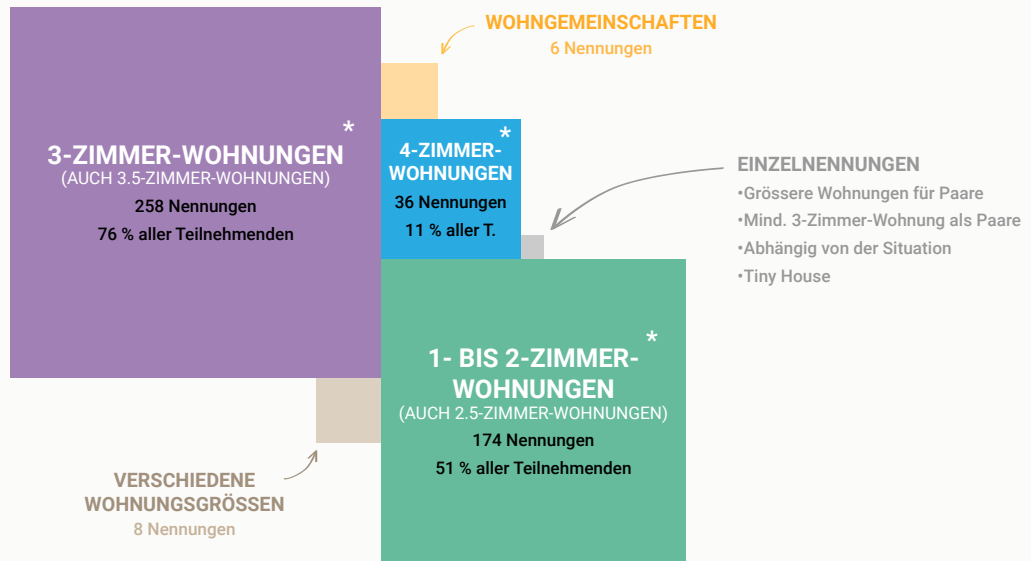 WOHNGEMEINSCHAFTEN
6 Nennungen
*
3-ZIMMER-WOHNUNGEN
(AUCH 3.5-ZIMMER-WOHNUNGEN)
258 Nennungen
76 % aller Teilnehmenden
*
4-ZIMMER-
WOHNUNGEN
36 Nennungen
11 % aller T.
EINZELNENNUNGEN
•Grössere Wohnungen für Paare
•Mind. 3-Zimmer-Wohnung als Paare
•Abhängig von der Situation
•Tiny House
*
1- BIS 2-ZIMMER-
WOHNUNGEN
(AUCH 2.5-ZIMMER-WOHNUNGEN)
174 Nennungen
51 % aller Teilnehmenden
VERSCHIEDENE
WOHNUNGSGRÖSSEN
8 Nennungen